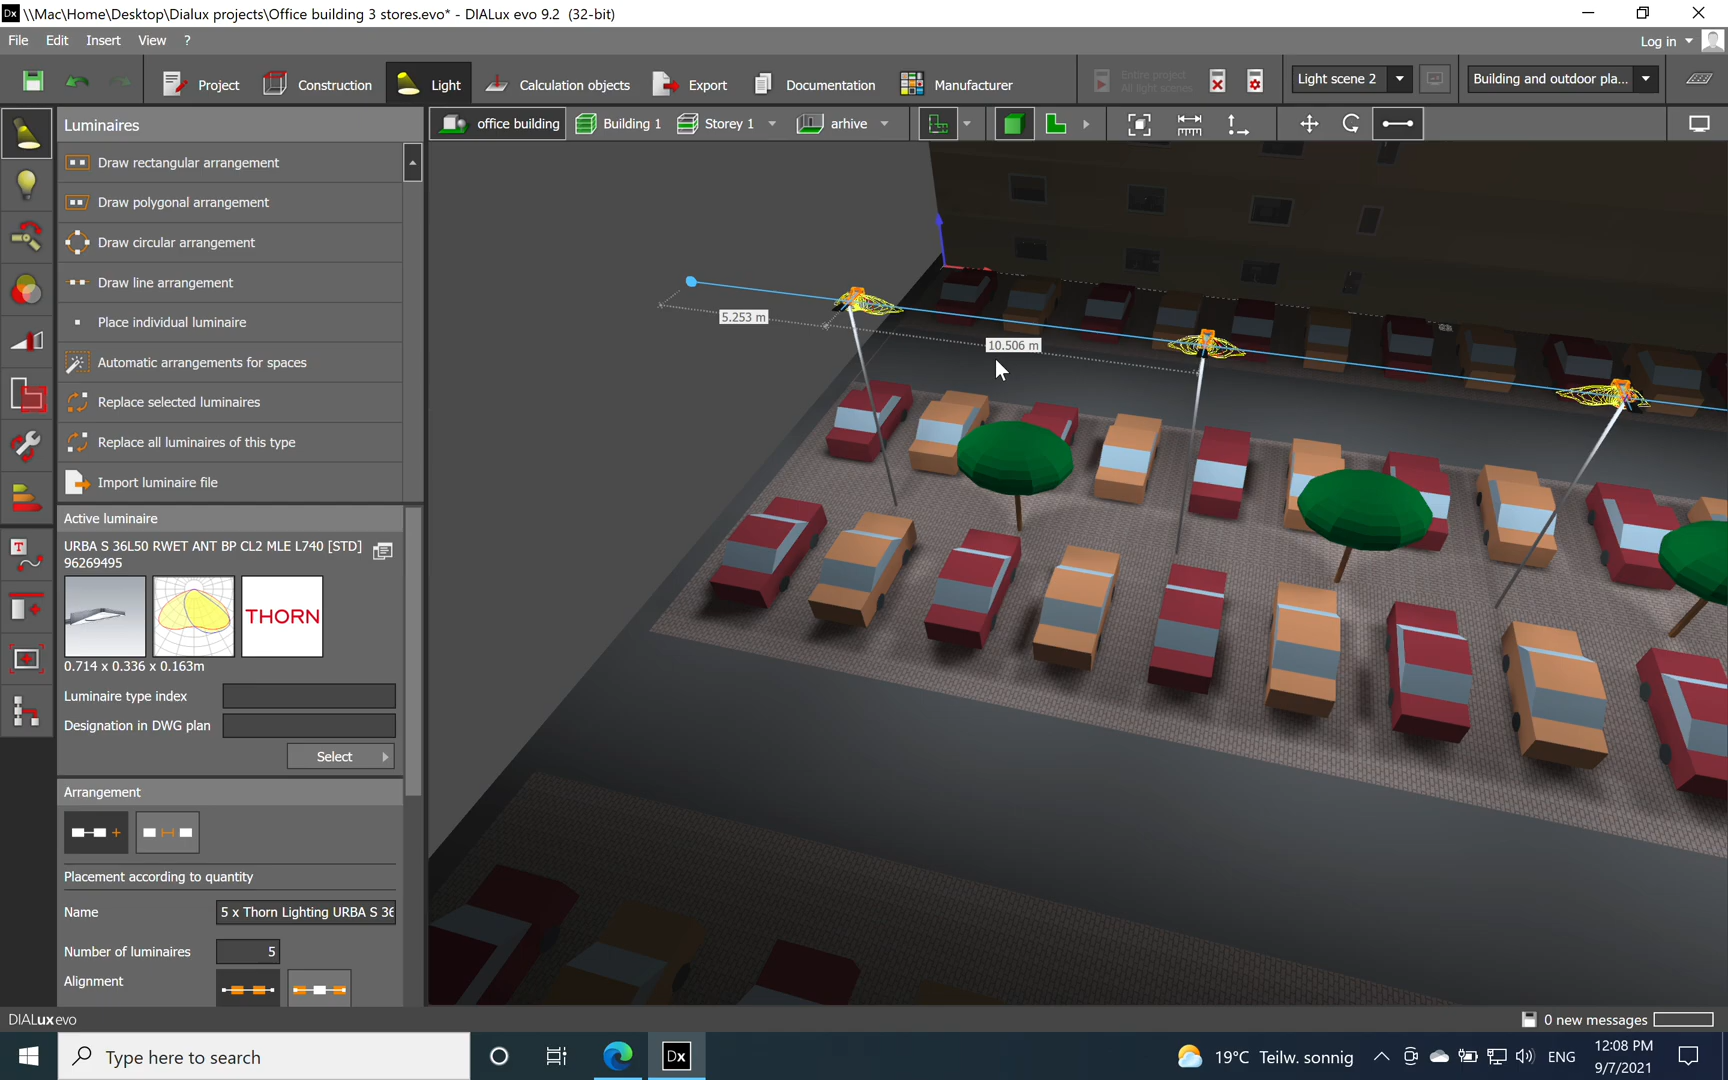 \\Mac\Home\Desktop\Dialux projects\Office building 3 stores.evo* - DIALux evo 9.2 (32-bit)
File Edit Insert View ?
Log in
Project Construction Light Calculation objects Export Documentation Manufacturer
Entire project
All light scenes
Light scene 2
Building and outdoor pla...
Luminaires
office building Building 1 Storey 1 arhive
Draw rectangular arrangement
Draw polygonal arrangement
Draw circular arrangement
Draw line arrangement
Place individual luminaire
Automatic arrangements for spaces
Replace selected luminaires
Replace all luminaires of this type
Import luminaire file
5.253 m
10.506 m
Active luminaire
URBA S 36L50 RWET ANT BP CL2 MLE L740 [STD]
96269495
THORN
0.714 x 0.336 x 0.163m
Luminaire type index
Designation in DWG plan
Select
Arrangement
Placement according to quantity
Name 5 x Thorn Lighting URBA S 36
Number of luminaires 5
Alignment
DIALux evo
0 new messages
Type here to search
Dx
19°C Teilw. sonnig
ENG
12:08 PM
9/7/2021